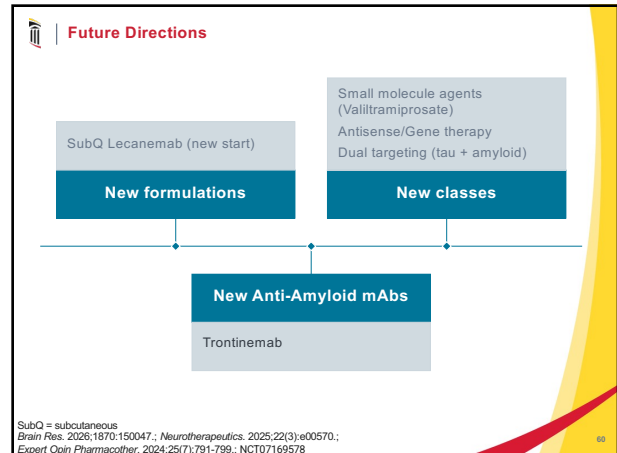 Future Directions
SubQ Lecanemab (new start)
New formulations
Small molecule agents
(Valiltramiprosate)
Antisense/Gene therapy
Dual targeting (tau + amyloid)
New classes
New Anti-Amyloid mAbs
Trontinemab
SubQ = subcutaneous
Brain Res. 2026;1870:150047.; Neurotherapeutics. 2025;22(3):e00570.;
Expert Opin Pharmacother. 2024;25(7):791-799.; NCT07169578
60